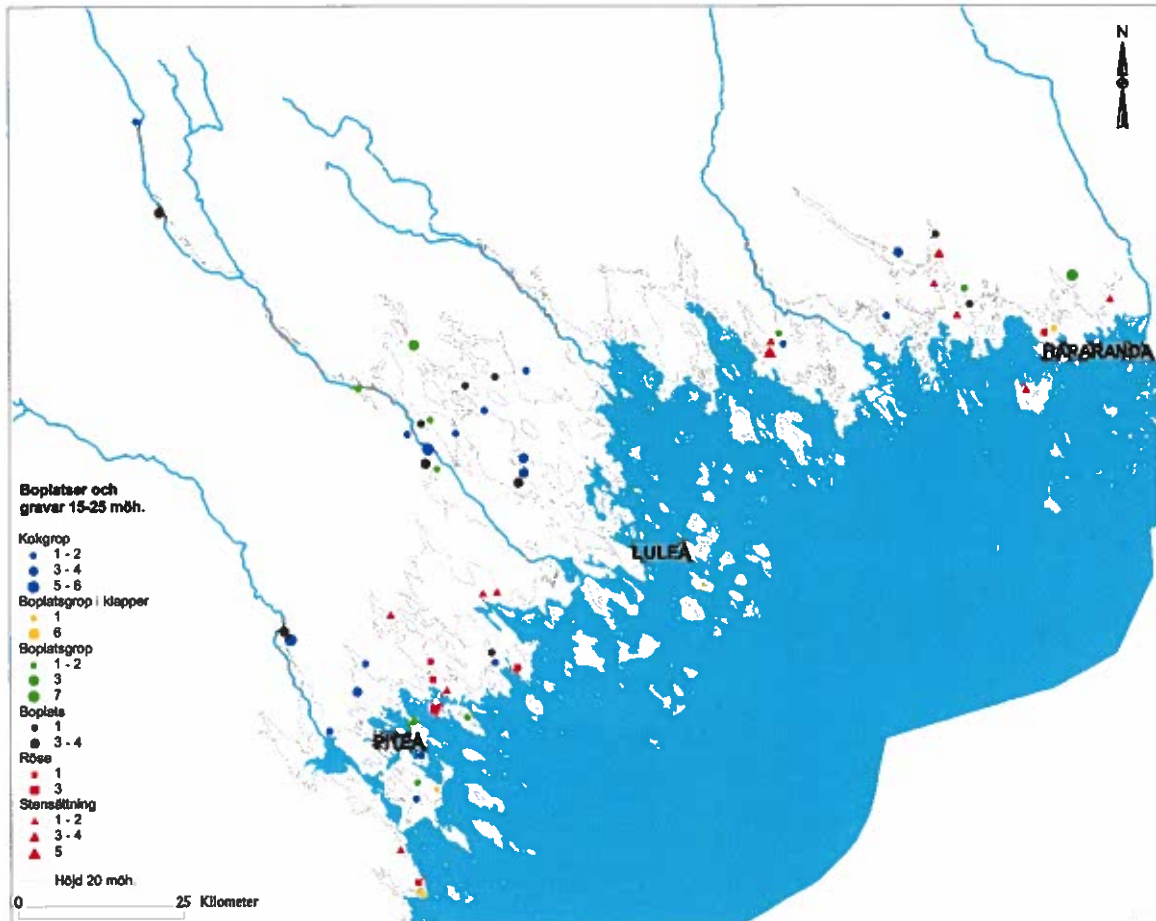 N
HAPARANDA
LULEÅ
PITEÅ
Boplatser och
gravar 15-25 möh.
Kokgrop
1 - 2
3 - 4
5 - 6
Boplatsgrop i klapper
1
6
Boplatsgrop
1 - 2
3
7
Boplats
1
3 - 4
Röse
1
3
Stensättning
1 - 2
3 - 4
5
Höjd 20 möh.
0 25 Kilometer